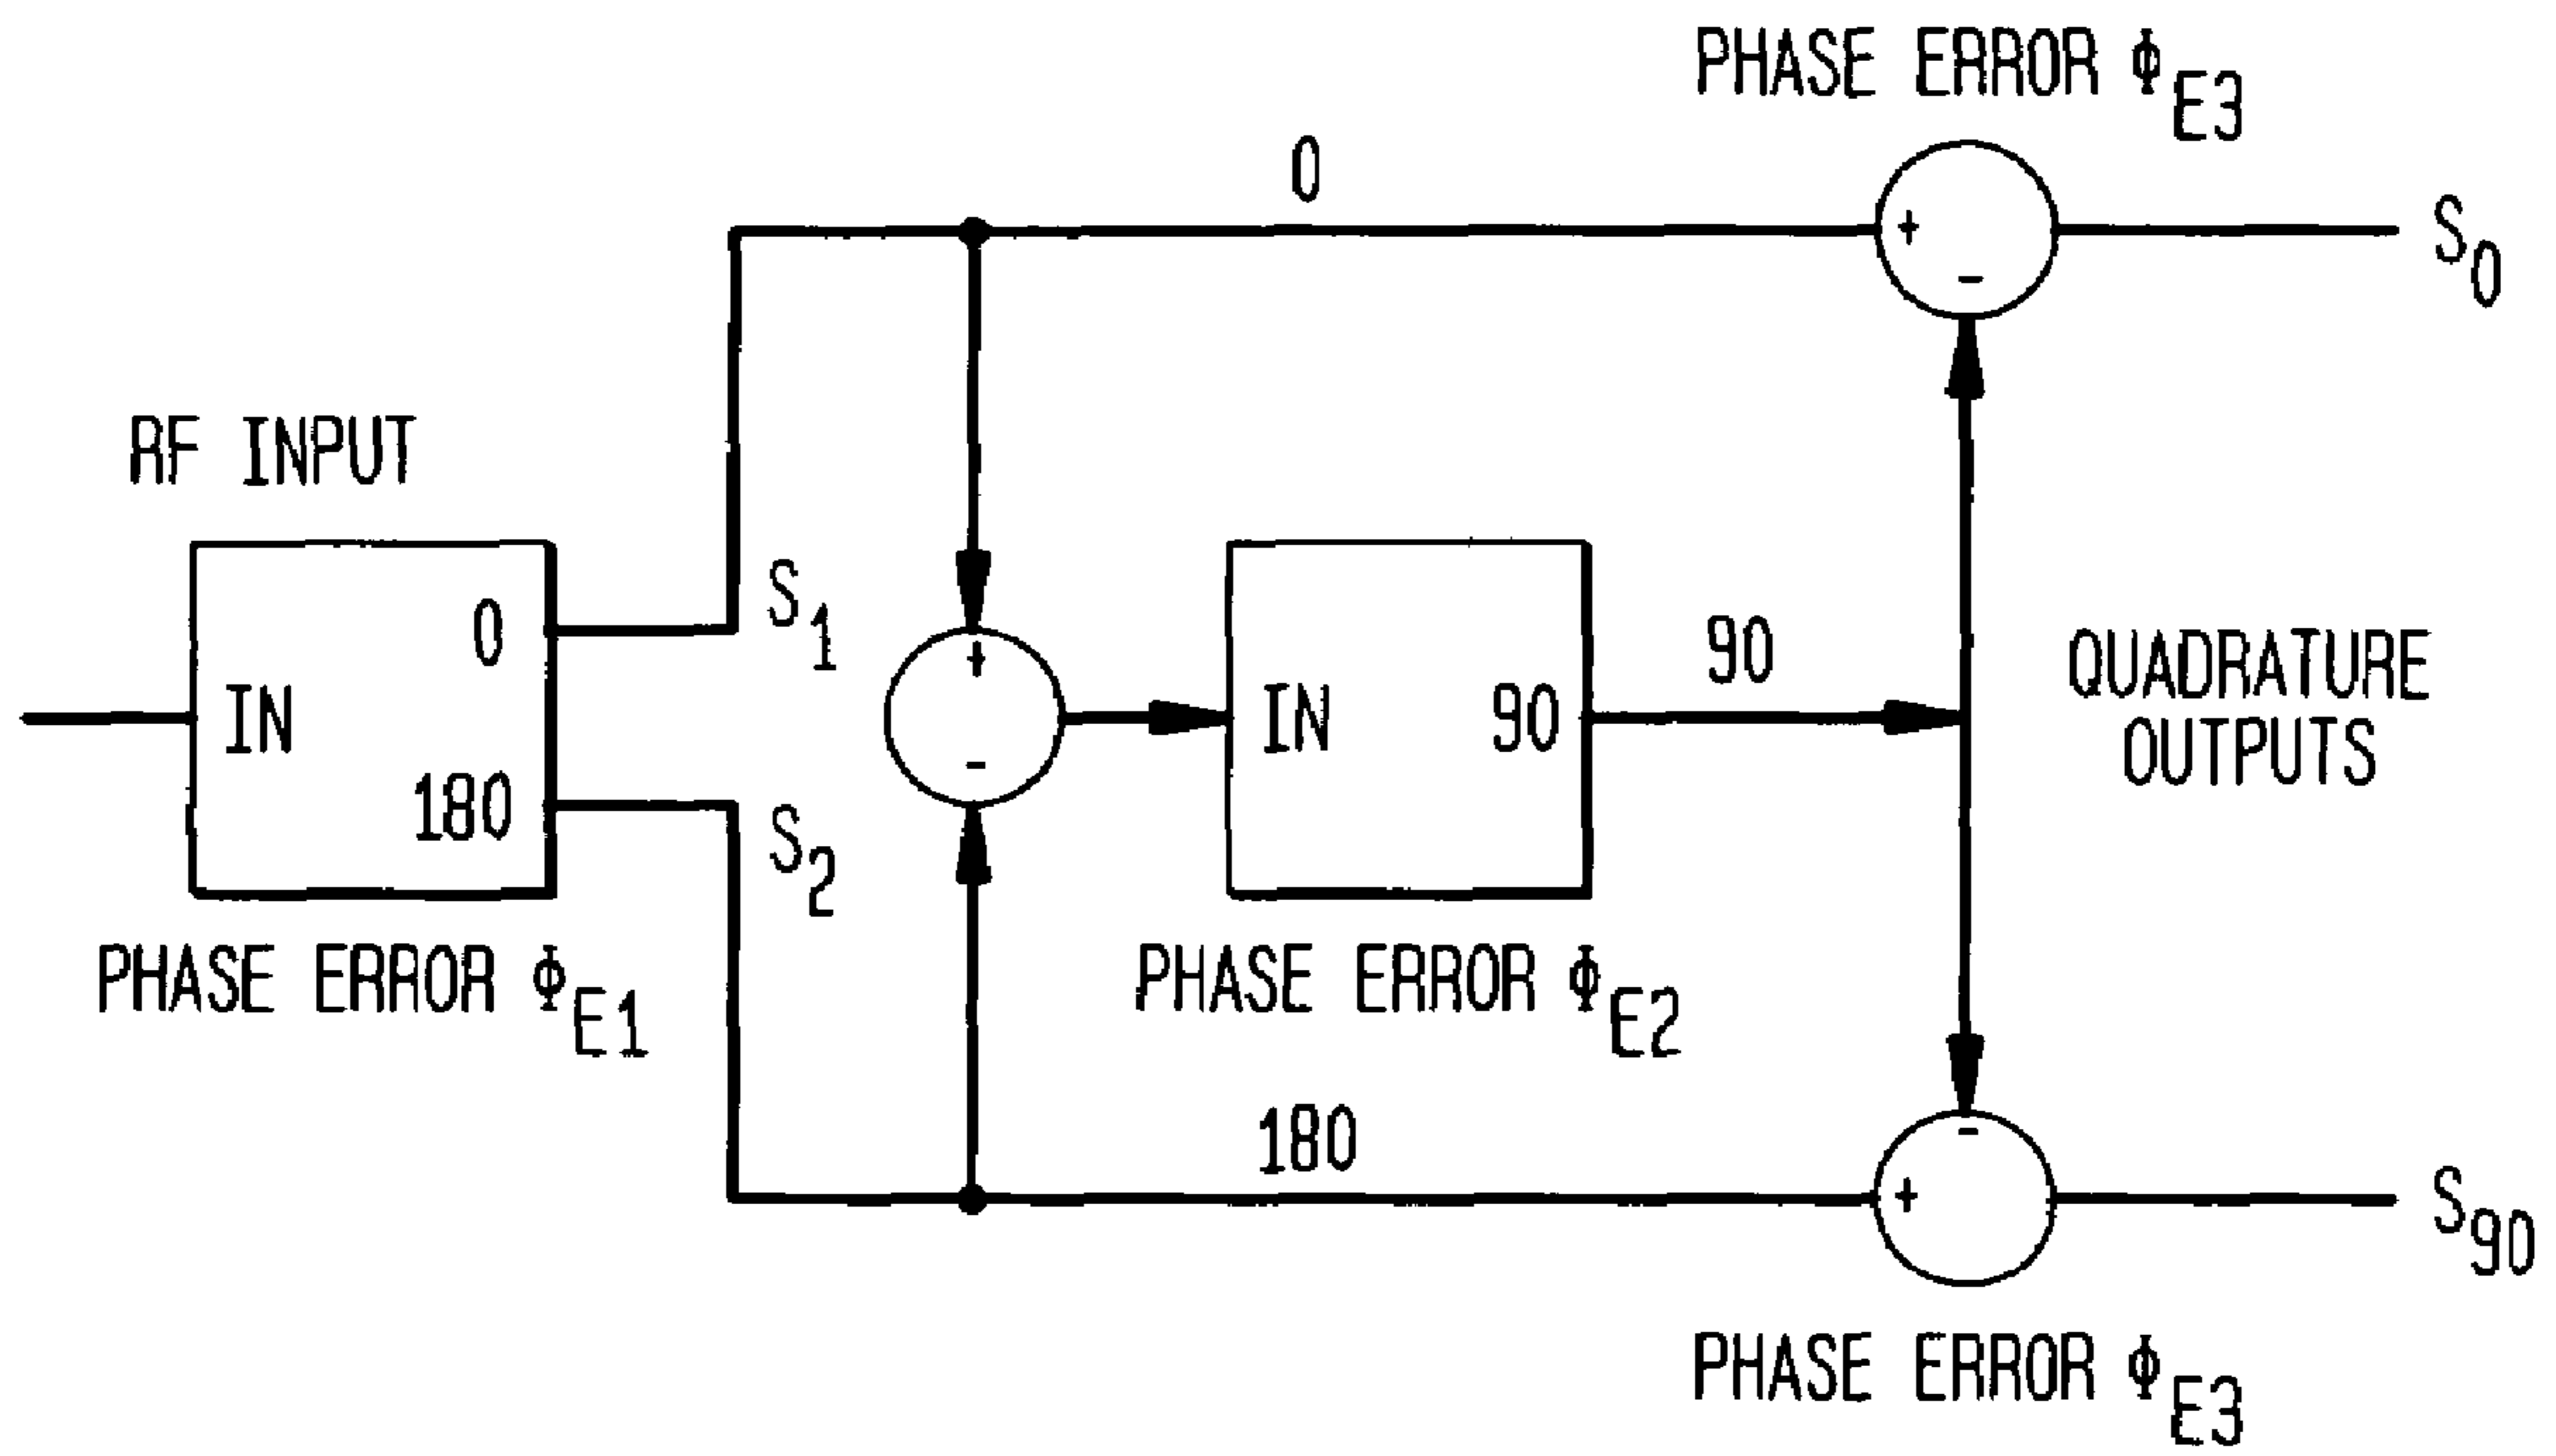 PHASE ERROR ΦE3
0
S0
RF INPUT
0
S1
+
-
IN
180
S2
+
-
IN
90
90
QUADRATURE
OUTPUTS
PHASE ERROR ΦE1
PHASE ERROR ΦE2
180
-
+
S90
PHASE ERROR ΦE3